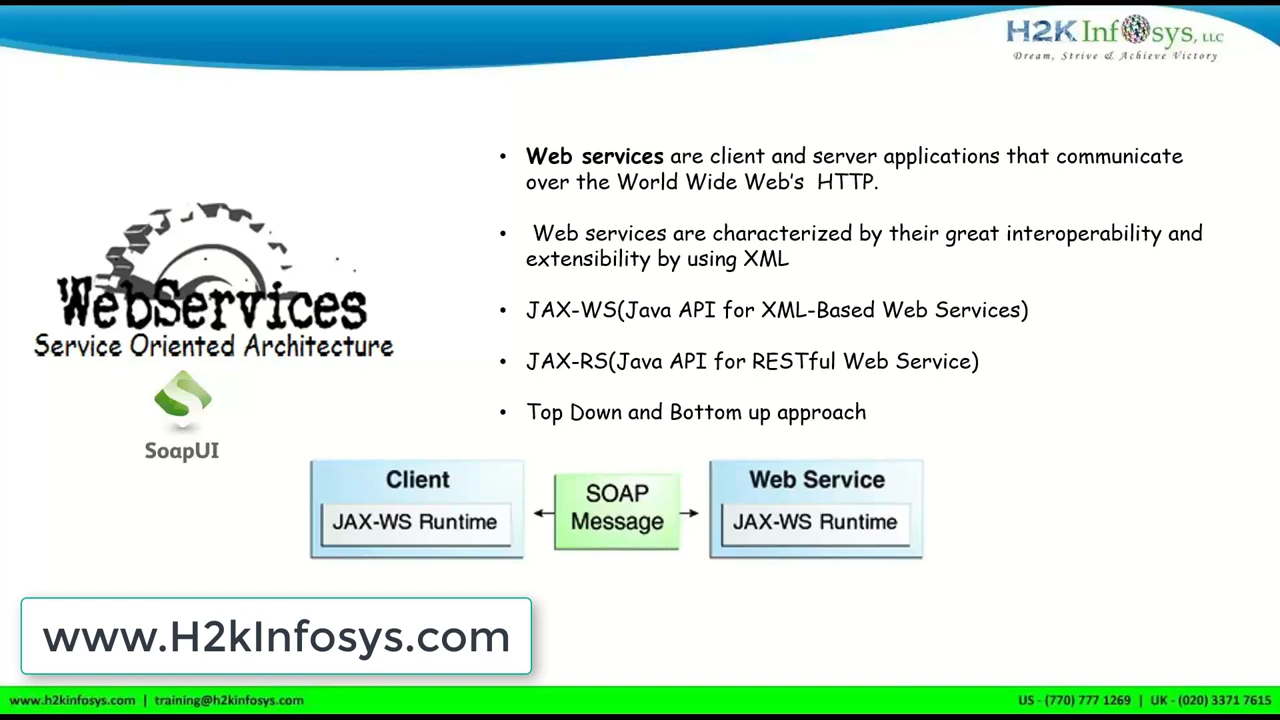 H2K Infosys, LLC
Dream, Strive & Achieve Victory
• Web services are client and server applications that communicate
over the World Wide Web's HTTP.
• Web services are characterized by their great interoperability and
extensibility by using XML
• JAX-WS(Java API for XML-Based Web Services)
• JAX-RS(Java API for RESTful Web Service)
• Top Down and Bottom up approach
WebServices
Service Oriented Architecture
SoapUI
Client
JAX-WS Runtime
SOAP
Message
Web Service
JAX-WS Runtime
www.H2kInfosys.com
www.h2kinfosys.com | training@h2kinfosys.com
US - (770) 777 1269 | UK - (020) 3371 7615